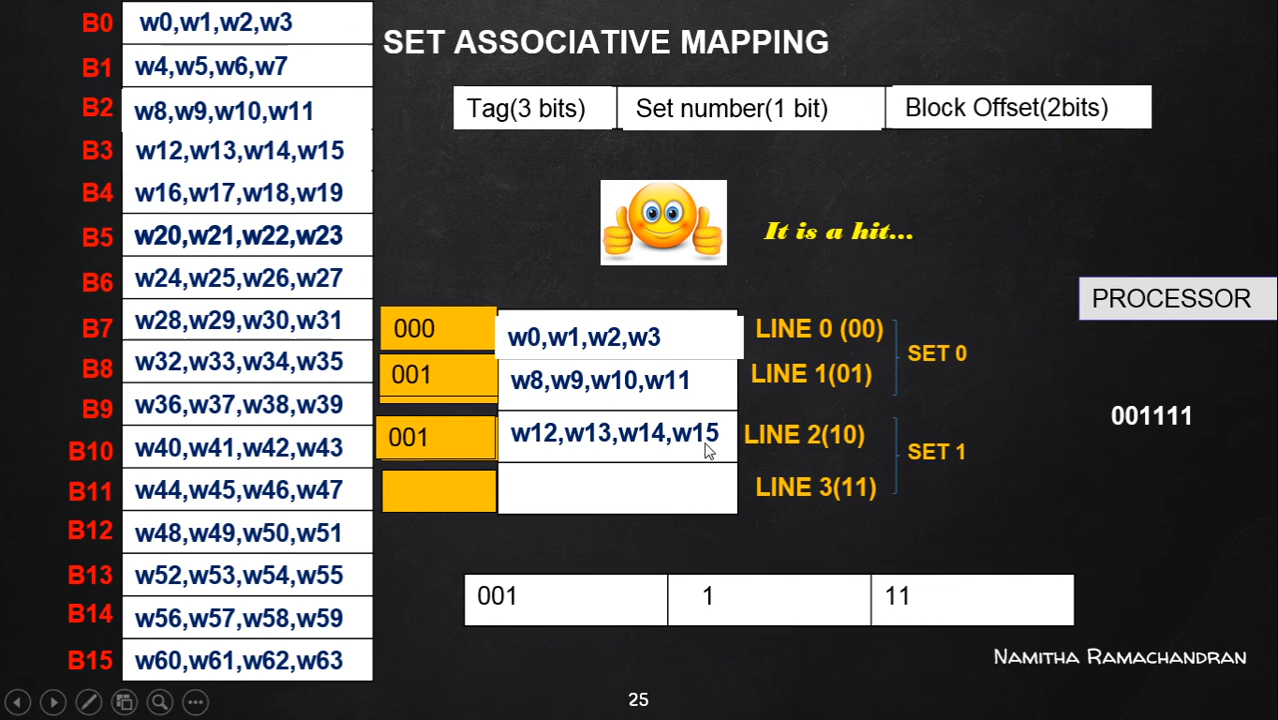 SET ASSOCIATIVE MAPPING
B0 w0,w1,w2,w3
B1 w4,w5,w6,w7
B2 w8,w9,w10,w11
B3 w12,w13,w14,w15
B4 w16,w17,w18,w19
B5 w20,w21,w22,w23
B6 w24,w25,w26,w27
B7 w28,w29,w30,w31
B8 w32,w33,w34,w35
B9 w36,w37,w38,w39
B10 w40,w41,w42,w43
B11 w44,w45,w46,w47
B12 w48,w49,w50,w51
B13 w52,w53,w54,w55
B14 w56,w57,w58,w59
B15 w60,w61,w62,w63
Tag(3 bits) Set number(1 bit) Block Offset(2bits)
It is a hit...
PROCESSOR
000 w0,w1,w2,w3 LINE 0 (00)
SET 0
001 w8,w9,w10,w11 LINE 1(01)
001111
001 w12,w13,w14,w15 LINE 2(10)
SET 1
LINE 3(11)
001 1 11
Namitha Ramachandran
25